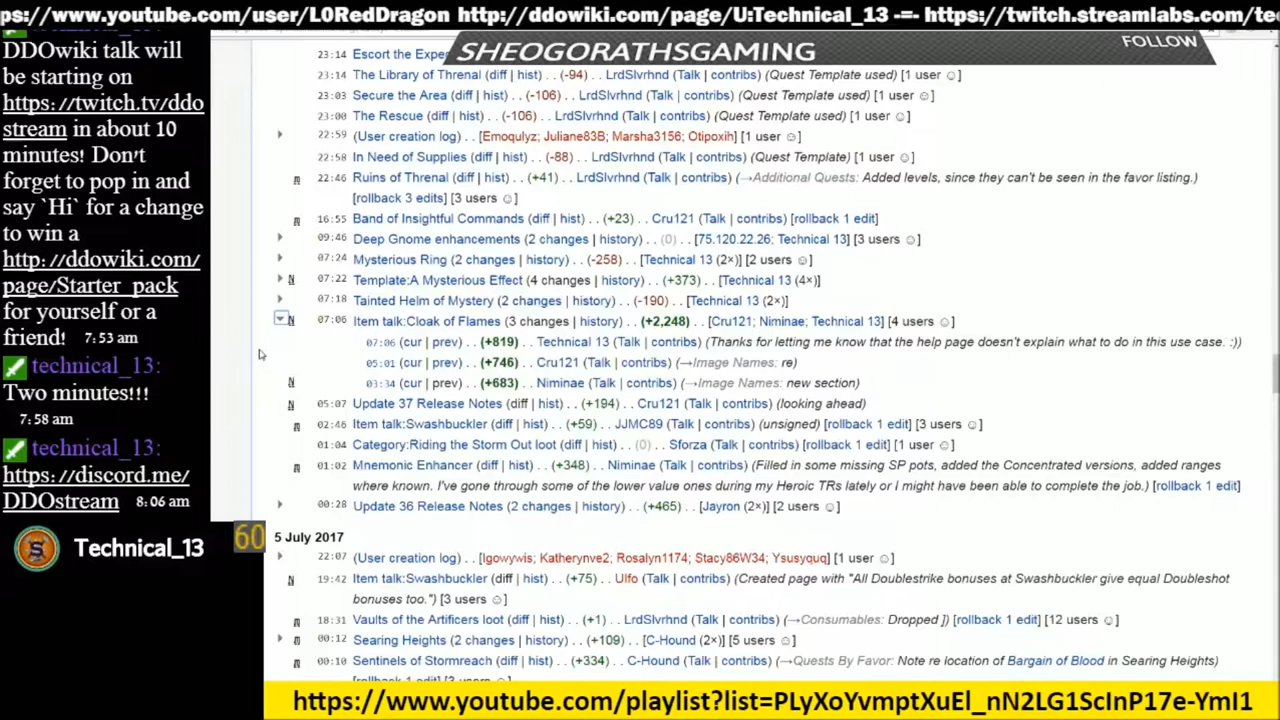 ps://www.youtube.com/user/L0RedDragon http://ddowiki.com/page/U:Technical_13 -=- https://twitch.streamlabs.com/tec
DDOwiki talk will
be starting on
https://twitch.tv/ddo
stream in about 10
minutes! Don't
forget to pop in and
say `Hi` for a change
to win a
http://ddowiki.com/
page/Starter_pack
for yourself or a
friend! 7:53 am
technical_13:
Two minutes!!!
7:58 am
technical_13:
https://discord.me/
DDOstream 8:06 am
Technical_13
60
SHEOGORATHSGAMING
FOLLOW
23:14 Escort the Expe
23:14 The Library of Threnal (diff | hist) . . (-94) . . LrdSlvrhnd (Talk | contribs) (Quest Template used) [1 user ☺]
23:03 Secure the Area (diff | hist) . . (-106) . . LrdSlvrhnd (Talk | contribs) (Quest Template used) [1 user ☺]
23:00 The Rescue (diff | hist) . . (-106) . . LrdSlvrhnd (Talk | contribs) (Quest Template used) [1 user ☺]
22:59 (User creation log) . . [Emoqulyz; Juliane83B; Marsha3156; Otipoxih] [1 user ☺]
22:58 In Need of Supplies (diff | hist) . . (-88) . . LrdSlvrhnd (Talk | contribs) (Quest Template) [1 user ☺]
m 22:46 Ruins of Threnal (diff | hist) . . (+41) . . LrdSlvrhnd (Talk | contribs) (→Additional Quests: Added levels, since they can't be seen in the favor listing.)
[rollback 3 edits] [3 users ☺]
m 16:55 Band of Insightful Commands (diff | hist) . . (+23) . . Cru121 (Talk | contribs) [rollback 1 edit]
09:46 Deep Gnome enhancements (2 changes | history) . . (0) . . [75.120.22.26; Technical 13] [3 users ☺]
07:24 Mysterious Ring (2 changes | history) . . (-258) . . [Technical 13 (2×)] [2 users ☺]
N 07:22 Template:A Mysterious Effect (4 changes | history) . . (+373) . . [Technical 13 (4×)]
07:18 Tainted Helm of Mystery (2 changes | history) . . (-190) . . [Technical 13 (2×)]
N 07:06 Item talk:Cloak of Flames (3 changes | history) . . (+2,248) . . [Cru121; Niminae; Technical 13] [4 users ☺]
07:06 (cur | prev) . . (+819) . . Technical 13 (Talk | contribs) (Thanks for letting me know that the help page doesn't explain what to do in this use case. :))
05:01 (cur | prev) . . (+746) . . Cru121 (Talk | contribs) (→Image Names: re)
N 03:34 (cur | prev) . . (+683) . . Niminae (Talk | contribs) (→Image Names: new section)
N 05:07 Update 37 Release Notes (diff | hist) . . (+194) . . Cru121 (Talk | contribs) (looking ahead)
m 02:46 Item talk:Swashbuckler (diff | hist) . . (+59) . . JJMC89 (Talk | contribs) (unsigned) [rollback 1 edit] [3 users ☺]
01:04 Category:Riding the Storm Out loot (diff | hist) . . (0) . . Sforza (Talk | contribs) [rollback 1 edit] [1 user ☺]
m 01:02 Mnemonic Enhancer (diff | hist) . . (+348) . . Niminae (Talk | contribs) (Filled in some missing SP pots, added the Concentrated versions, added ranges
where known. I've gone through some of the lower value ones during my Heroic TRs lately or I might have been able to complete the job.) [rollback 1 edit]
00:28 Update 36 Release Notes (2 changes | history) . . (+465) . . [Jayron (2×)] [2 users ☺]
5 July 2017
22:07 (User creation log) . . [Igowywis; Katherynve2; Rosalyn1174; Stacy86W34; Ysusyquq] [1 user ☺]
N 19:42 Item talk:Swashbuckler (diff | hist) . . (+75) . . Ulfo (Talk | contribs) (Created page with "All Doublestrike bonuses at Swashbuckler give equal Doubleshot
bonuses too.") [3 users ☺]
m 18:31 Vaults of the Artificers loot (diff | hist) . . (+1) . . LrdSlvrhnd (Talk | contribs) (→Consumables: Dropped ]) [rollback 1 edit] [12 users ☺]
m 00:12 Searing Heights (2 changes | history) . . (+109) . . [C-Hound (2×)] [5 users ☺]
m 00:10 Sentinels of Stormreach (diff | hist) . . (+334) . . C-Hound (Talk | contribs) (→Quests By Favor: Note re location of Bargain of Blood in Searing Heights)
[rollback 1 edit] [3 users ☺]
https://www.youtube.com/playlist?list=PLyXoYvmptXuEl_nN2LG1ScInP17e-YmI1